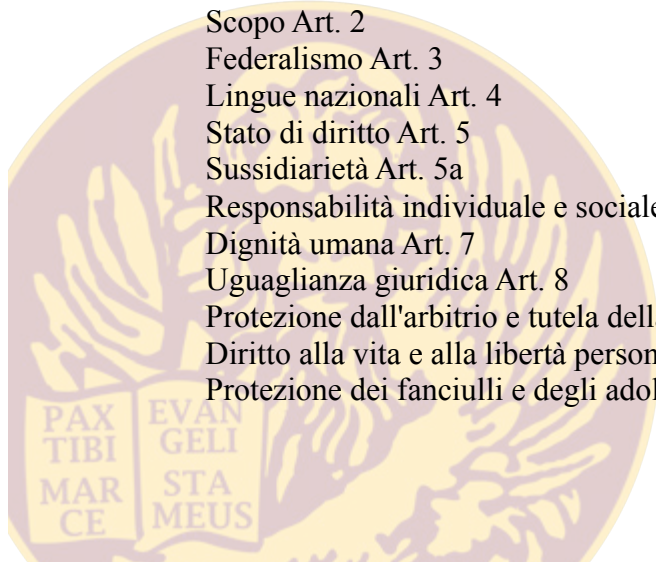 Scopo Art. 2
Federalismo Art. 3
Lingue nazionali Art. 4
Stato di diritto Art. 5
Sussidiarietà Art. 5a
Responsabilità individuale e sociale
Dignità umana Art. 7
Uguaglianza giuridica Art. 8
Protezione dall'arbitrio e tutela
Diritto alla vita e alla libertà
Protezione dei fanciulli e degli
PAX
TIBI
MAR
CE
EVAN
GELI
STA
MEUS